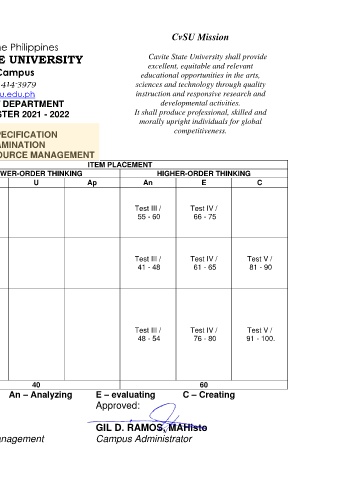 ne Philippines
E UNIVERSITY
Campus
414-3979
u.edu.ph
DEPARTMENT
STER 2021 - 2022
CvSU Mission
Cavite State University shall provide
excellent, equitable and relevant
educational opportunities in the arts,
sciences and technology through quality
instruction and responsive research and
developmental activities.
It shall produce professional, skilled and
morally upright individuals for global
competitiveness.
PECIFICATION
AMINATION
OURCE MANAGEMENT
ITEM PLACEMENT
WER-ORDER THINKING HIGHER-ORDER THINKING
U Ap An E C
Test III / Test IV /
55 - 60 66 - 75
Test III / Test IV / Test V /
41 - 48 61 - 65 81 - 90
Test III / Test IV / Test V /
48 - 54 76 - 80 91 - 100.
40 60
An – Analyzing E – evaluating C – Creating
Approved:
GIL D. RAMOS, MAHisto
anagement Campus Administrator